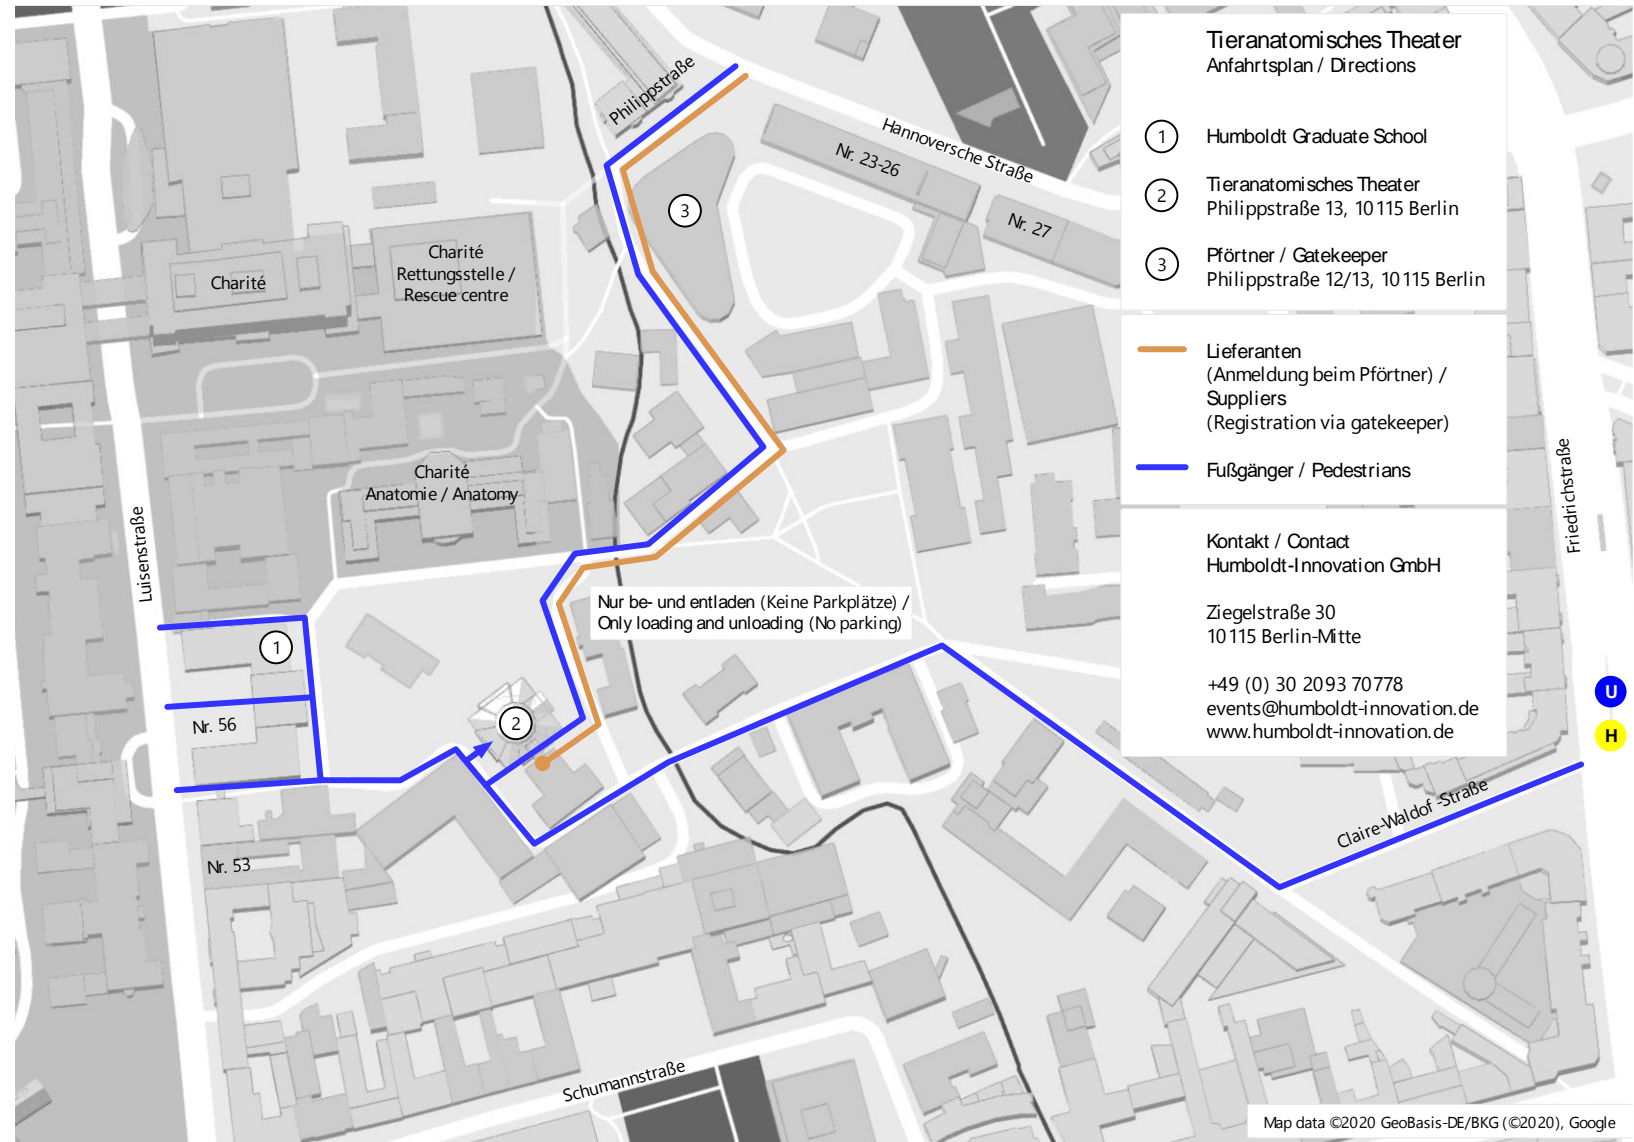 Tieranatomisches Theater
Anfahrtsplan / Directions
1
Humboldt Graduate School
2
Tieranatomisches Theater
Philippstraße 13, 10115 Berlin
3
Pförtner / Gatekeeper
Philippstraße 12/13, 10115 Berlin
Lieferanten
(Anmeldung beim Pförtner) /
Suppliers
(Registration via gatekeeper)
Fußgänger / Pedestrians
Kontakt / Contact
Humboldt-Innovation GmbH
Ziegelstraße 30
10115 Berlin-Mitte
+49 (0) 30 2093 70778
events@humboldt-innovation.de
www.humboldt-innovation.de
Philippstraße
Hannoversche Straße
Nr. 23-26
Nr. 27
3
Charité
Charité
Rettungsstelle /
Rescue centre
Charité
Anatomie / Anatomy
Luisenstraße
Friedrichstraße
Nur be- und entladen (Keine Parkplätze) /
Only loading and unloading (No parking)
1
2
Nr. 56
U
H
Claire-Waldof -Straße
Nr. 53
Schumannstraße
Map data ©2020 GeoBasis-DE/BKG (©2020), Google